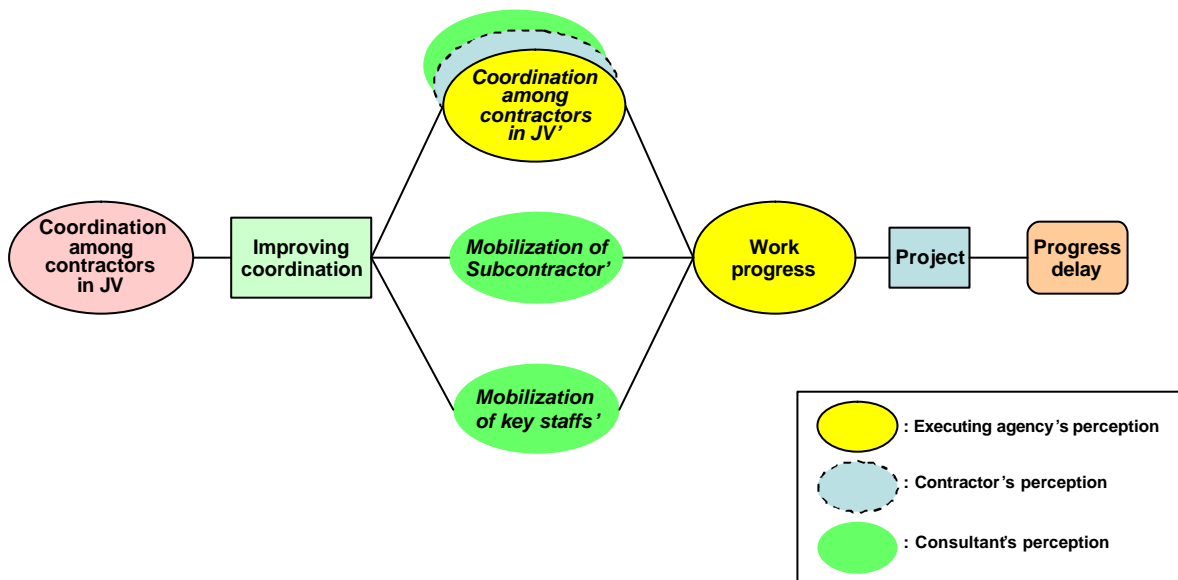 Coordination
among
contractors
in JV’
Coordination
among
contractors
in JV
Improving
coordination
Mobilization of
Subcontractor’
Work
progress
Project
Progress
delay
Mobilization
of key staffs’
: Executing agency’s perception
: Contractor’s perception
: Consultant’s perception